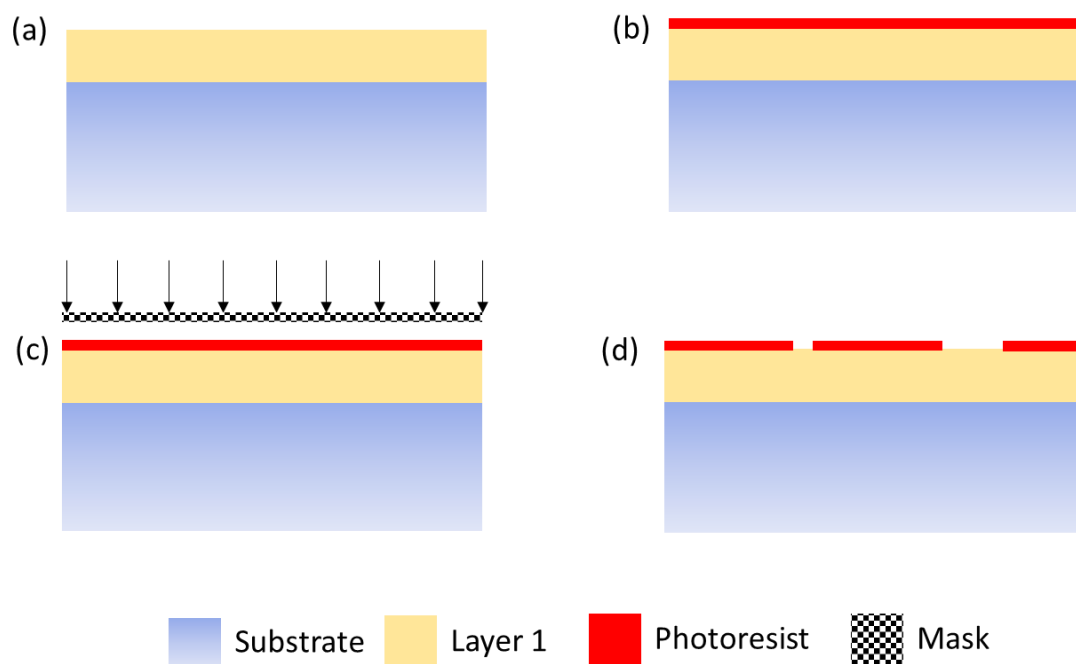 (a)
(b)
(c)
(d)
Substrate
Layer 1
Photoresist
Mask